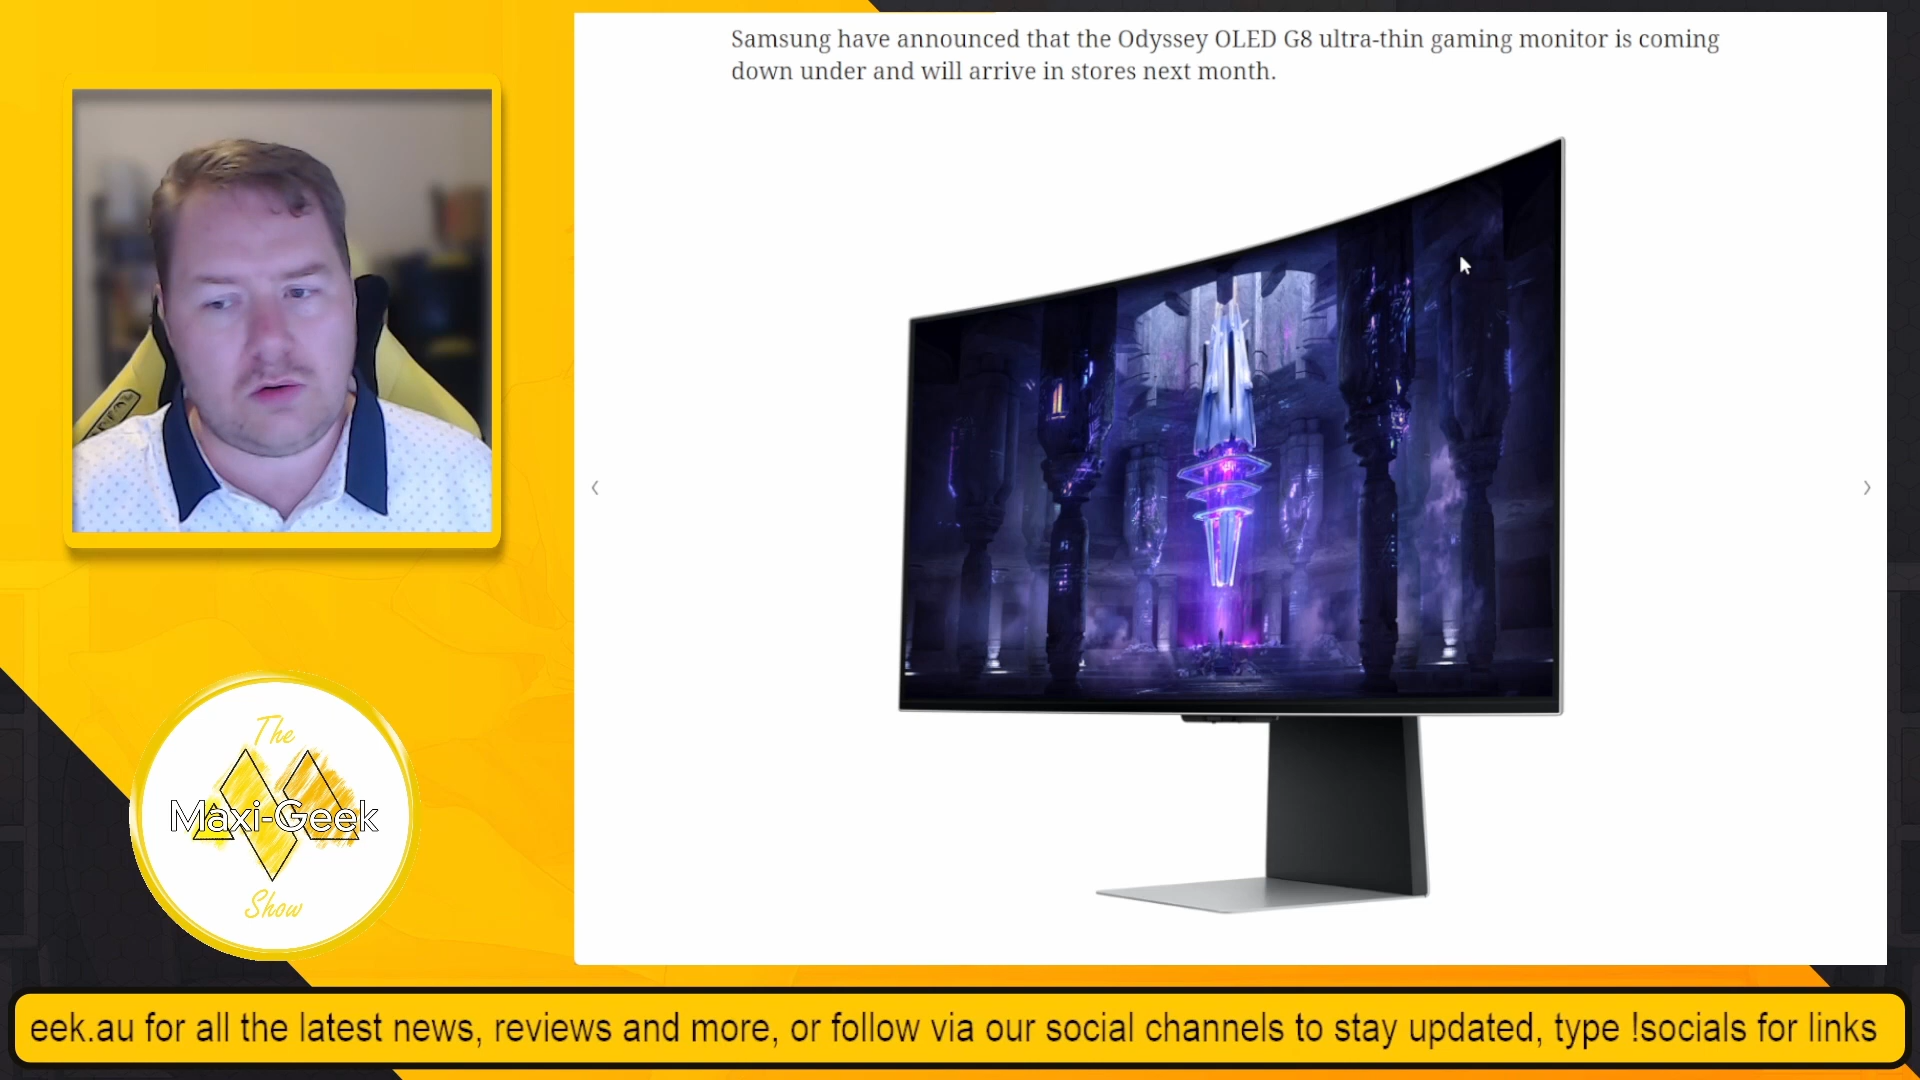 Samsung have announced that the Odyssey OLED G8 ultra-thin gaming monitor is coming
down under and will arrive in stores next month.
The
Maxi-Geek
Show
eek.au for all the latest news, reviews and more, or follow via our social channels to stay updated, type !socials for links